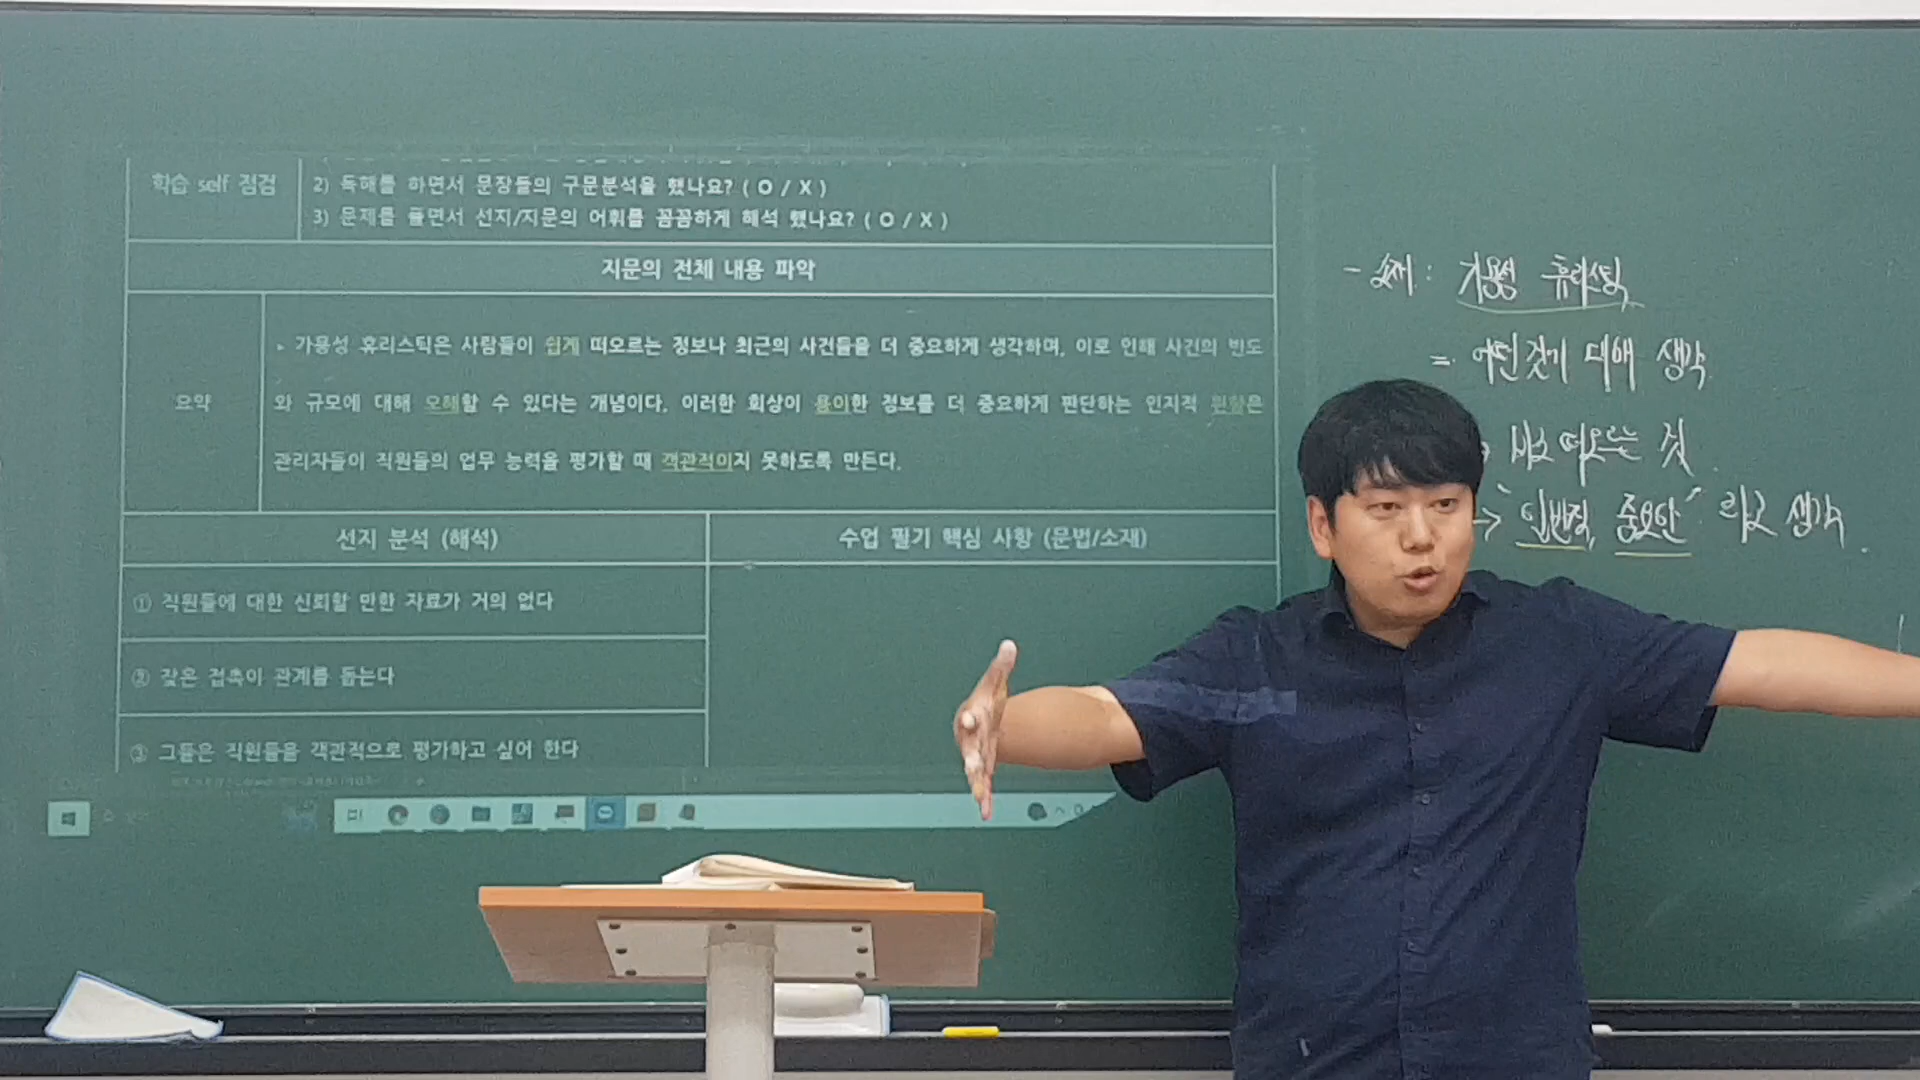 학습 self 점검
2) 독해를 하면서 문장들의 구문분석을 했나요? ( O / X )
3) 문제를 풀면서 선지/지문의 어휘를 꼼꼼하게 해석 했나요? ( O / X )
지문의 전체 내용 파악
요약
▸ 가용성 휴리스틱은 사람들이 쉽게 떠오르는 정보나 최근의 사건들을 더 중요하게 생각하며, 이로 인해 사건의 빈도
와 규모에 대해 오해할 수 있다는 개념이다. 이러한 회상이 용이한 정보를 더 중요하게 판단하는 인지적 편향은
관리자들이 직원들의 업무 능력을 평가할 때 객관적이지 못하도록 만든다.
선지 분석 (해석)
수업 필기 핵심 사항 (문법/소재)
① 직원들에 대한 신뢰할 만한 자료가 거의 없다
② 잦은 접촉이 관계를 돕는다
③ 그들은 직원들을 객관적으로 평가하고 싶어 한다
- 소재 : 가용성 휴리스틱
= 어떤 것에 대해 생각
바로 떠오르는 것.
→ "일반적, 중요한" 라고 생각.